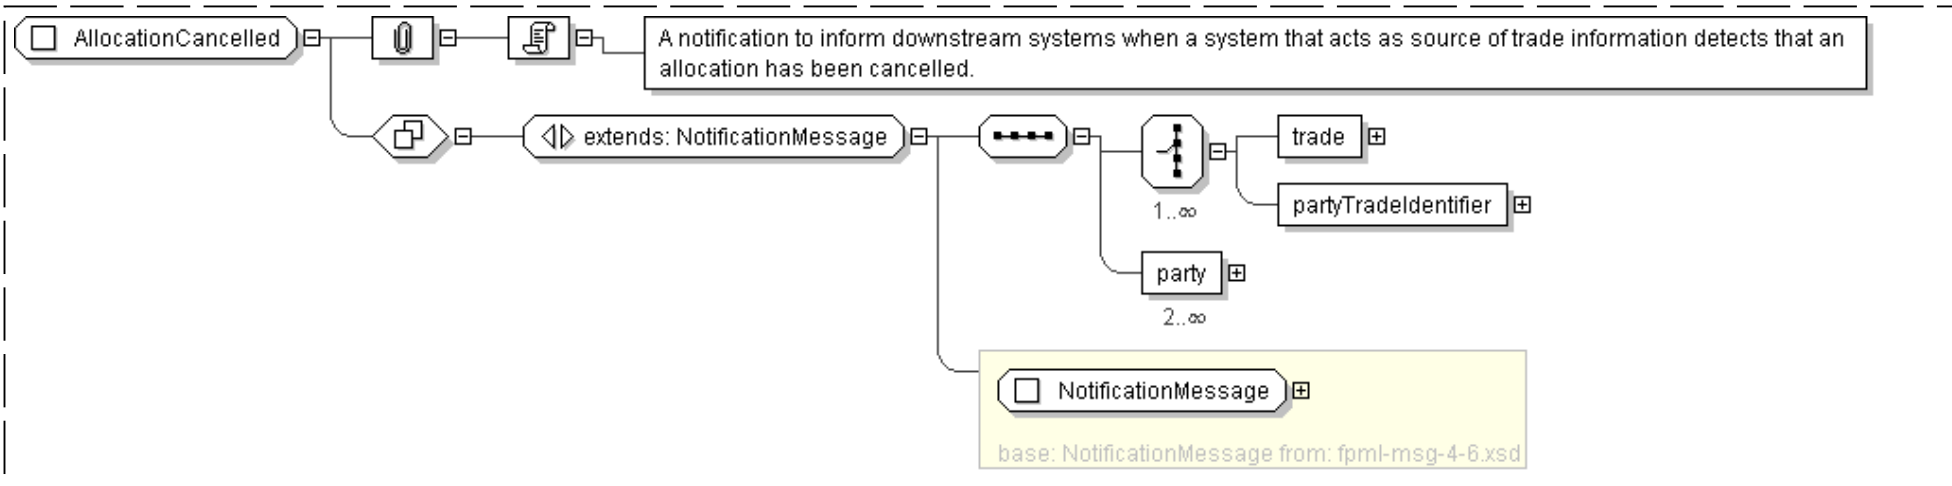 AllocationCancelled
A notification to inform downstream systems when a system that acts as source of trade information detects that an
allocation has been cancelled.
extends: NotificationMessage
trade
partyTradeIdentifier
1..∞
party
2..∞
NotificationMessage
base: NotificationMessage from: fpml-msg-4-6.xsd